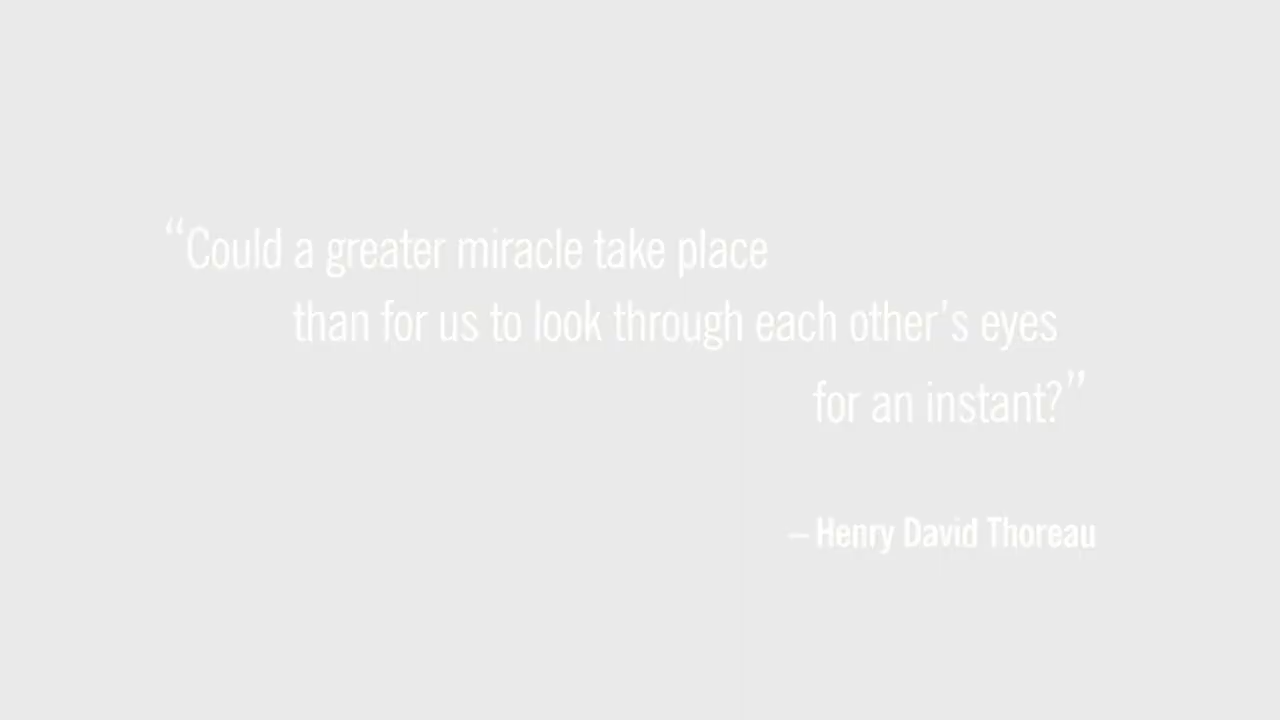 “Could a greater miracle take place
than for us to look through each other’s eyes
for an instant?”
– Henry David Thoreau